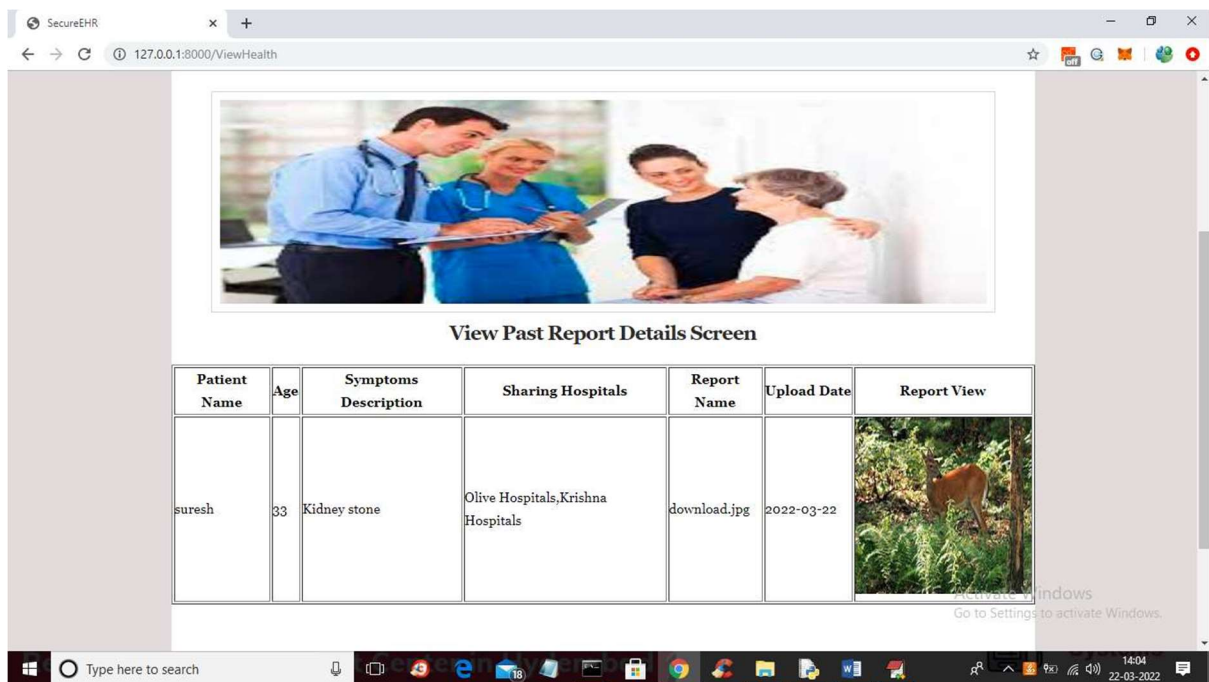 SecureEHR
127.0.0.1:8000/ViewHealth
off
View Past Report Details Screen
Patient Name
Age
Symptoms Description
Sharing Hospitals
Report Name
Upload Date
Report View
suresh
33
Kidney stone
Olive Hospitals,Krishna
Hospitals
download.jpg
2022-03-22
Activate Windows
Go to Settings to activate Windows.
Type here to search
18
14:04
22-03-2022